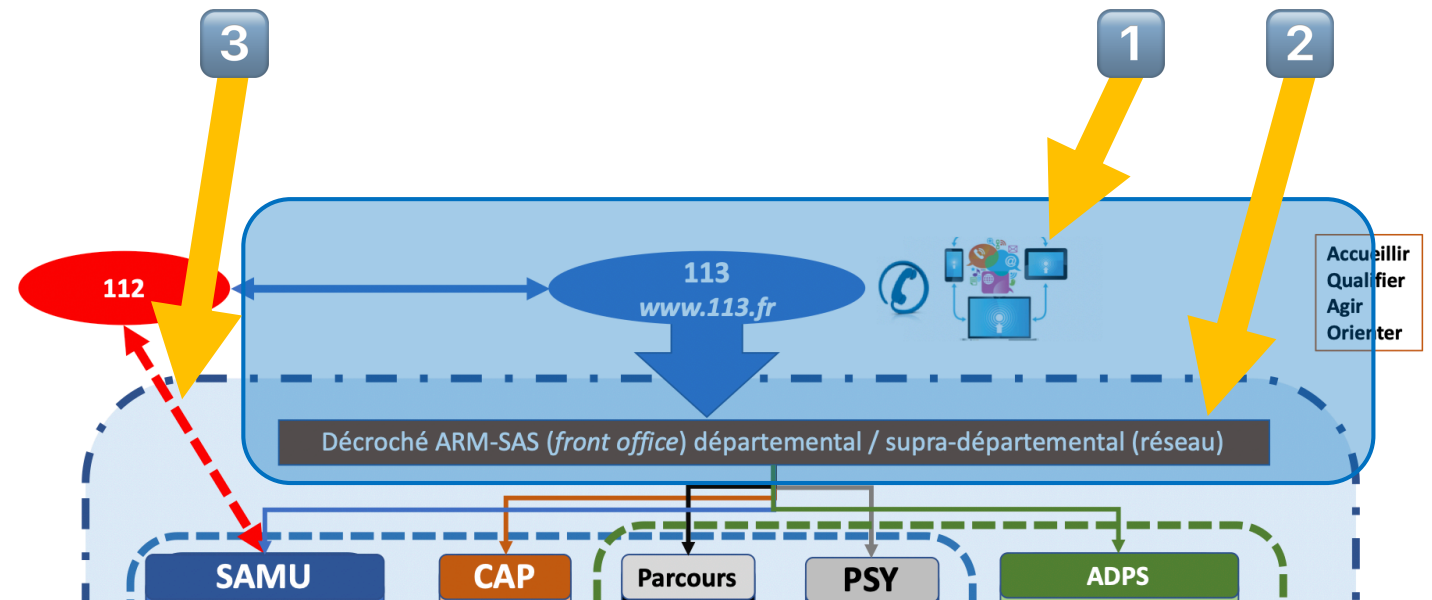 3
1
2
112
113
www.113.fr
Accueillir
Qualifier
Agir
Orienter
Décroché ARM-SAS (front office) départemental / supra-départemental (réseau)
SAMU
CAP
Parcours
PSY
ADPS